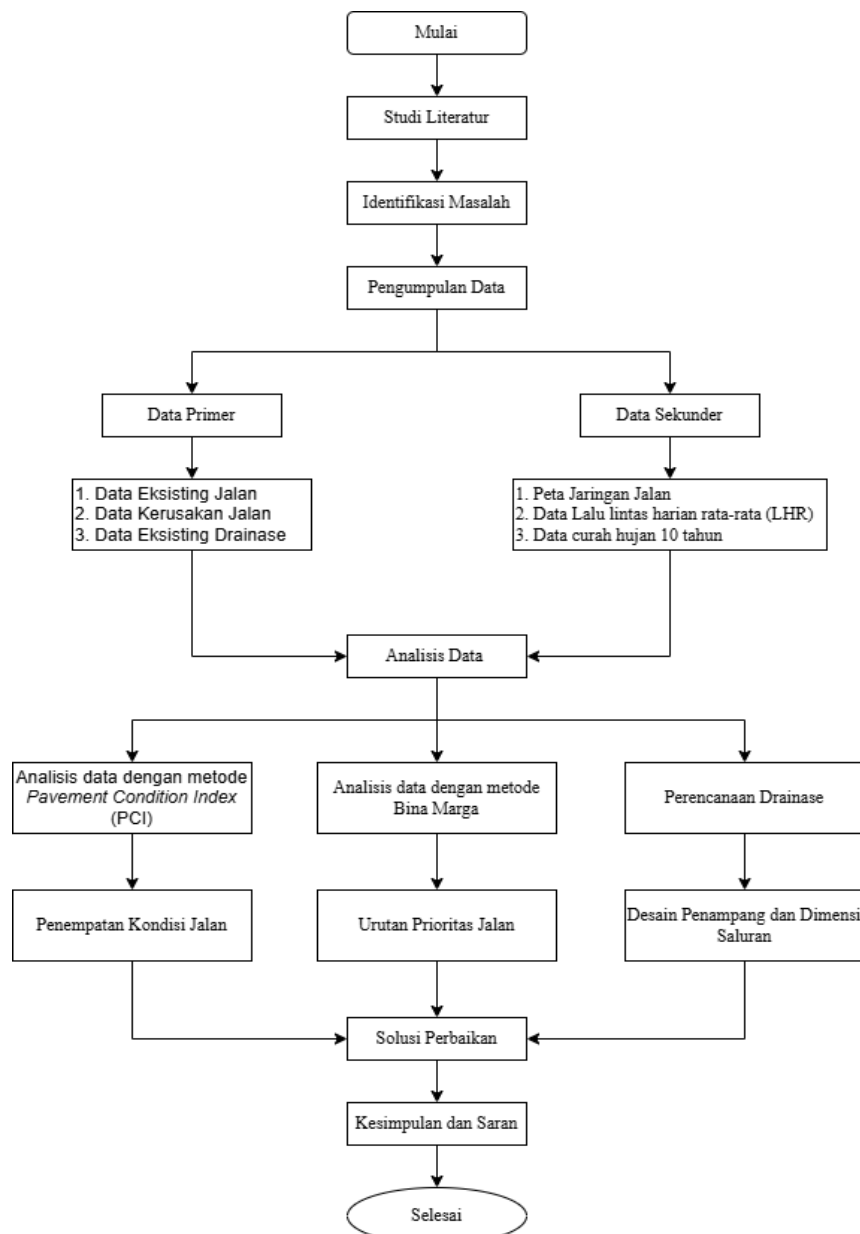 Mulai
Studi Literatur
Identifikasi Masalah
Pengumpulan Data
Data Primer
Data Sekunder
1. Data Eksisting Jalan
2. Data Kerusakan Jalan
3. Data Eksisting Drainase
1. Peta Jaringan Jalan
2. Data Lalu lintas harian rata-rata (LHR)
3. Data curah hujan 10 tahun
Analisis Data
Analisis data dengan metode
Pavement Condition Index
(PCI)
Analisis data dengan metode
Bina Marga
Perencanaan Drainase
Penempatan Kondisi Jalan
Urutan Prioritas Jalan
Desain Penampang dan Dimensi
Saluran
Solusi Perbaikan
Kesimpulan dan Saran
Selesai